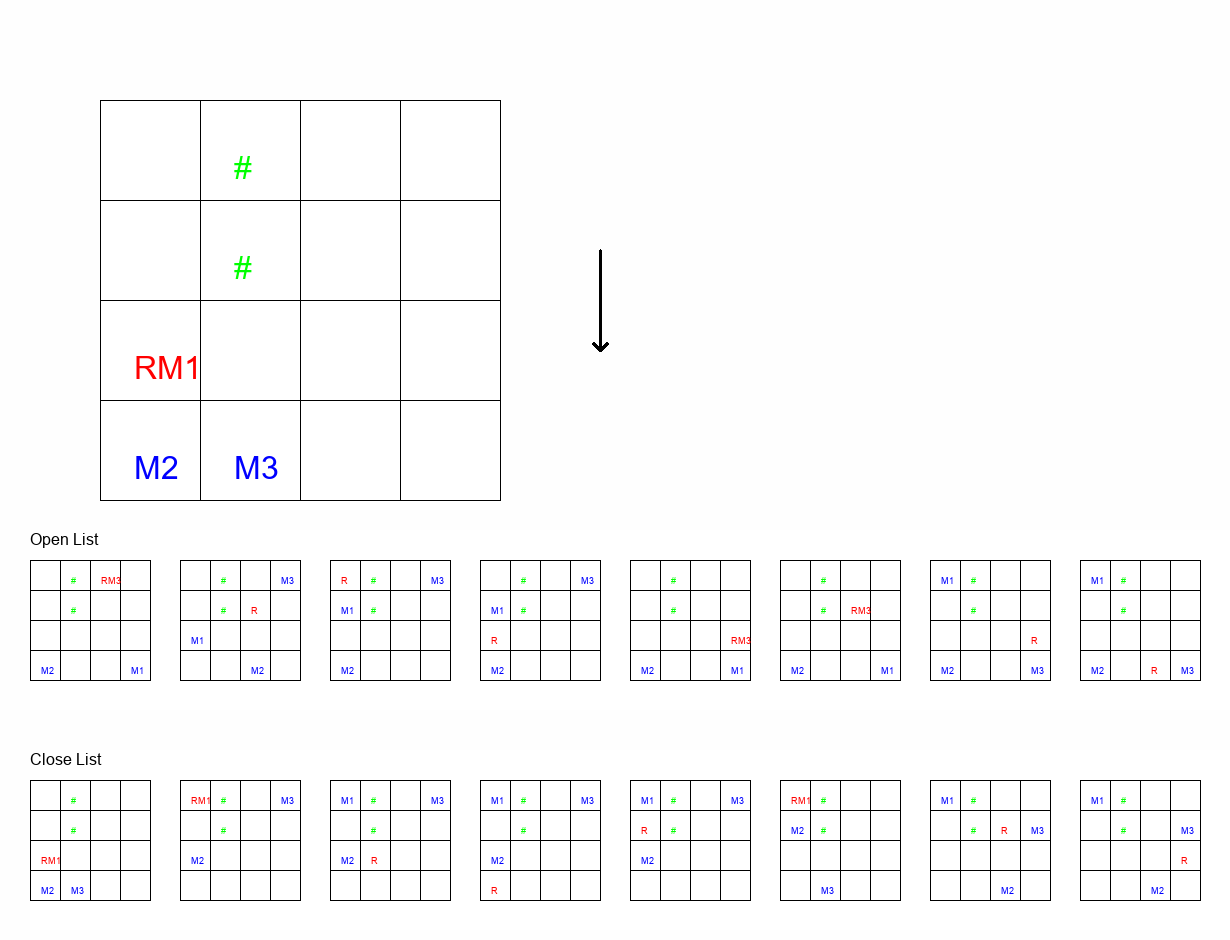 #
#
RM1
M2 M3
Open List
# RM3 # M3 R # M3 # M3 # # M1 # M1 #
# # R M1 # M1 # # # RM3 # #
M1 R RM3 R
M2 M1 M2 M2 M2 M2 M1 M2 M1 M2 M3 M2 R M3
Close List
# RM1 # M3 M1 # M3 M1 # M3 M1 # M3 RM1 # M1 # M1 #
# # # # R # M2 # # R M3 # M3
RM1 M2 M2 R M2 M2 R
M2 M3 R M3 M2 M2